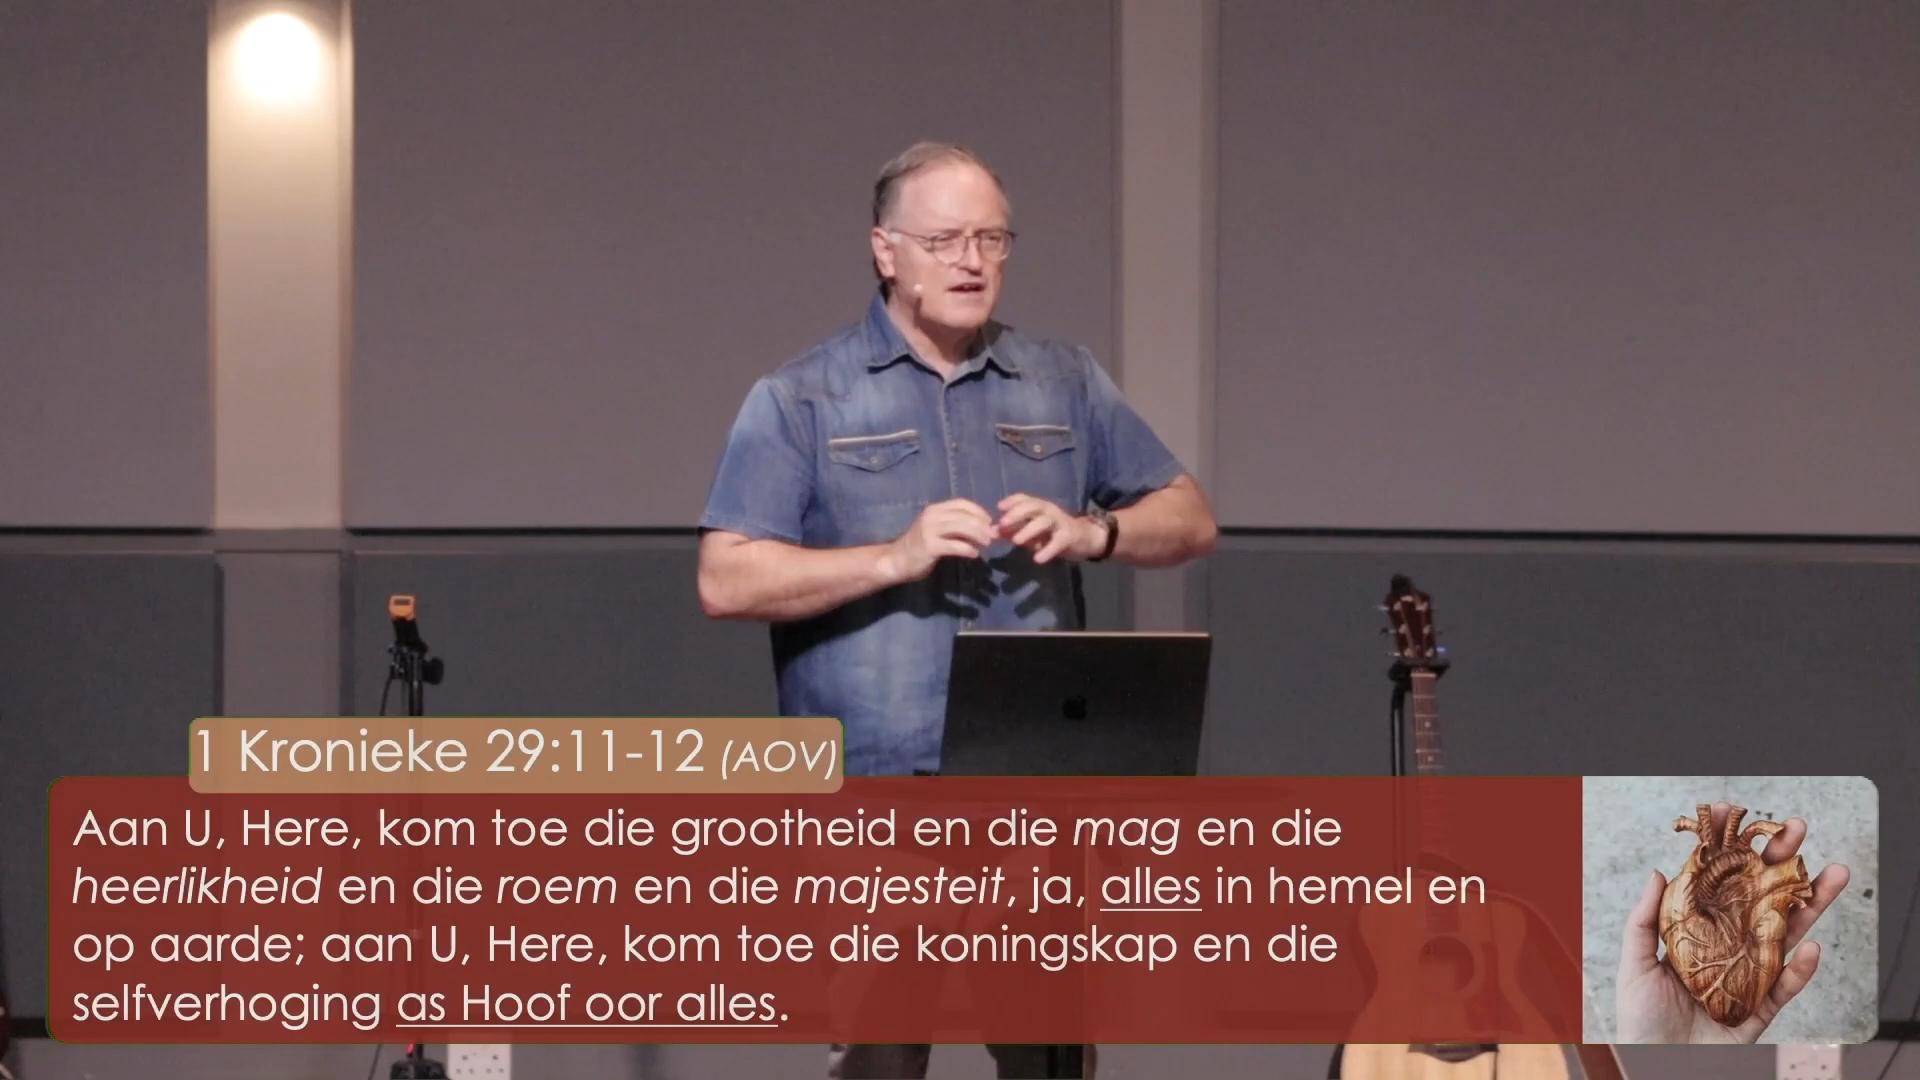 1 Kronieke 29:11-12 (AOV)
Aan U, Here, kom toe die grootheid en die mag en die
heerlikheid en die roem en die majesteit, ja, alles in hemel en
op aarde; aan U, Here, kom toe die koningskap en die
selfverhoging as Hoof oor alles.